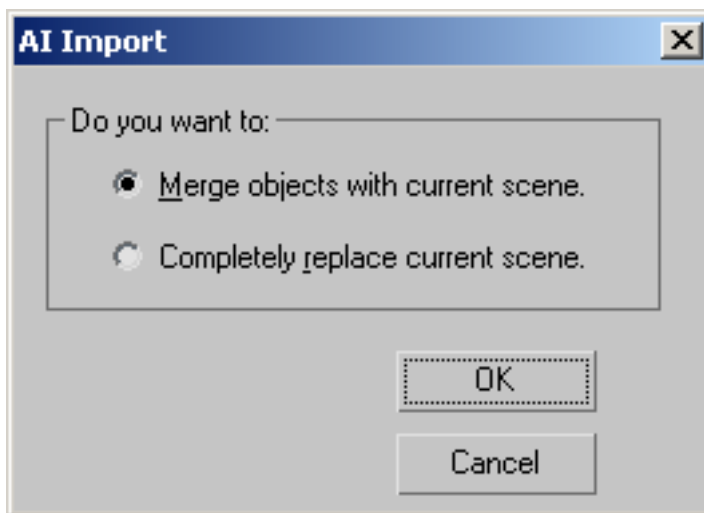 AI Import
Do you want to:
Merge objects with current scene.
Completely replace current scene.
OK
Cancel